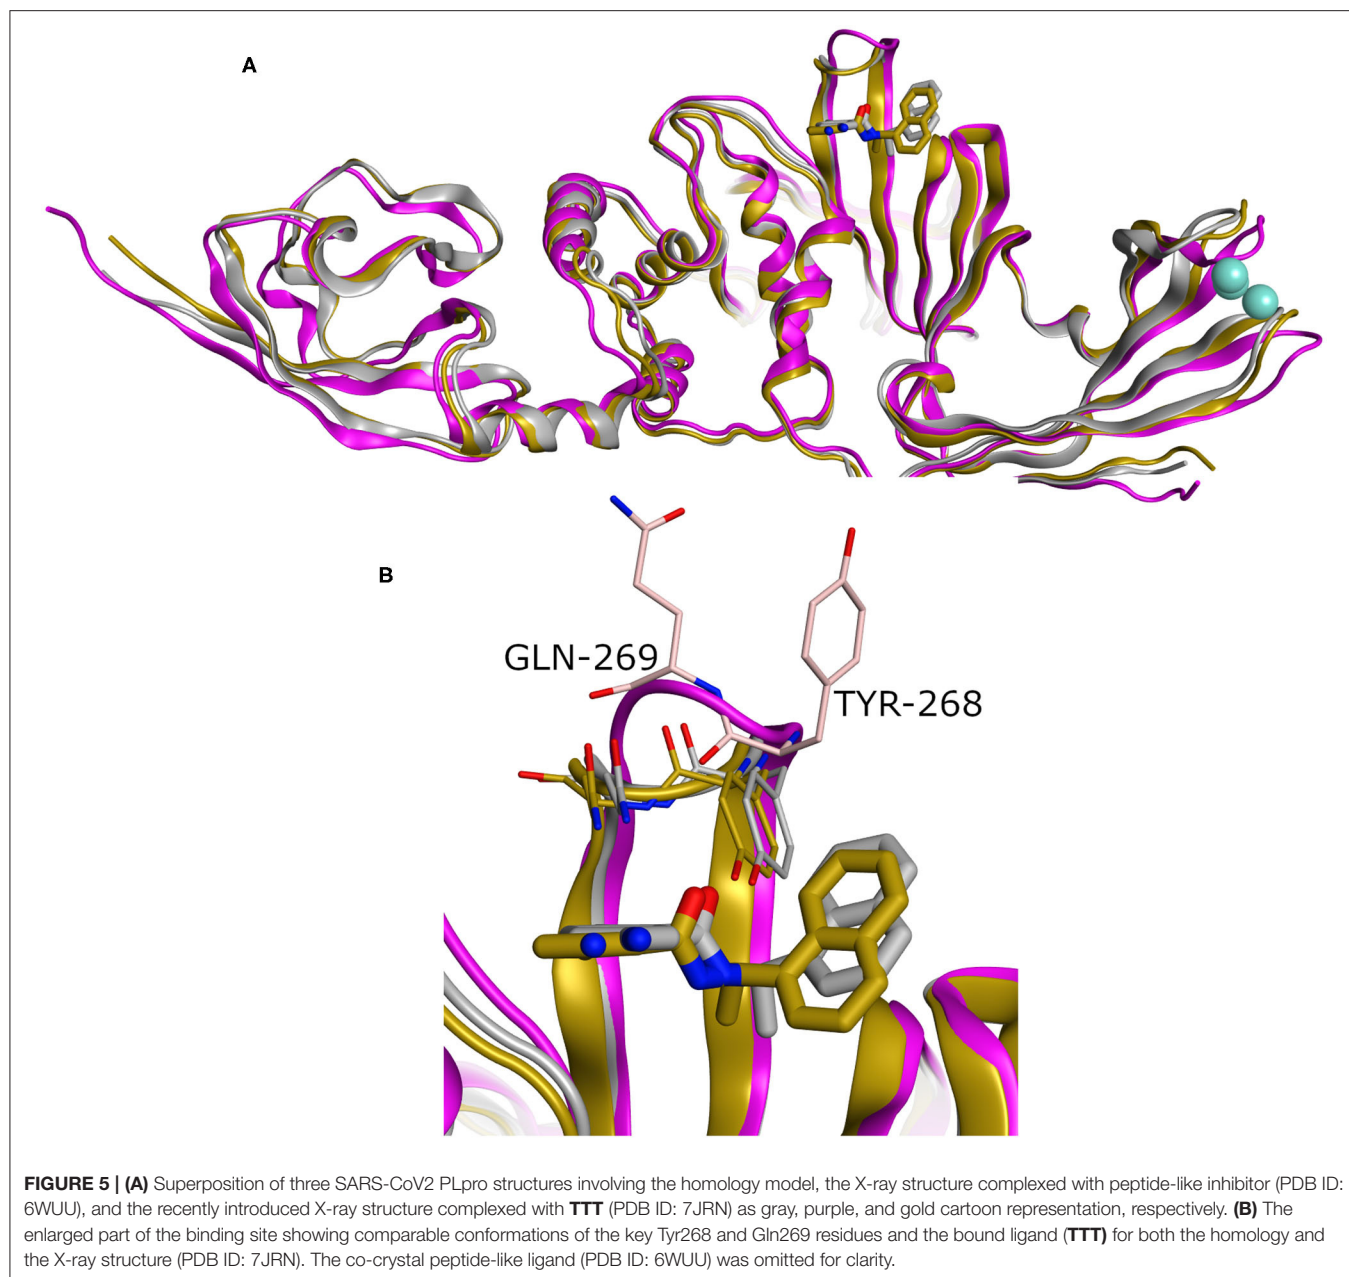 A
B
GLN-269
TYR-268
FIGURE 5 | (A) Superposition of three SARS-CoV2 PLpro structures involving the homology model, the X-ray structure complexed with peptide-like inhibitor (PDB ID:
6WUU), and the recently introduced X-ray structure complexed with TTT (PDB ID: 7JRN) as gray, purple, and gold cartoon representation, respectively. (B) The
enlarged part of the binding site showing comparable conformations of the key Tyr268 and Gln269 residues and the bound ligand (TTT) for both the homology and
the X-ray structure (PDB ID: 7JRN). The co-crystal peptide-like ligand (PDB ID: 6WUU) was omitted for clarity.